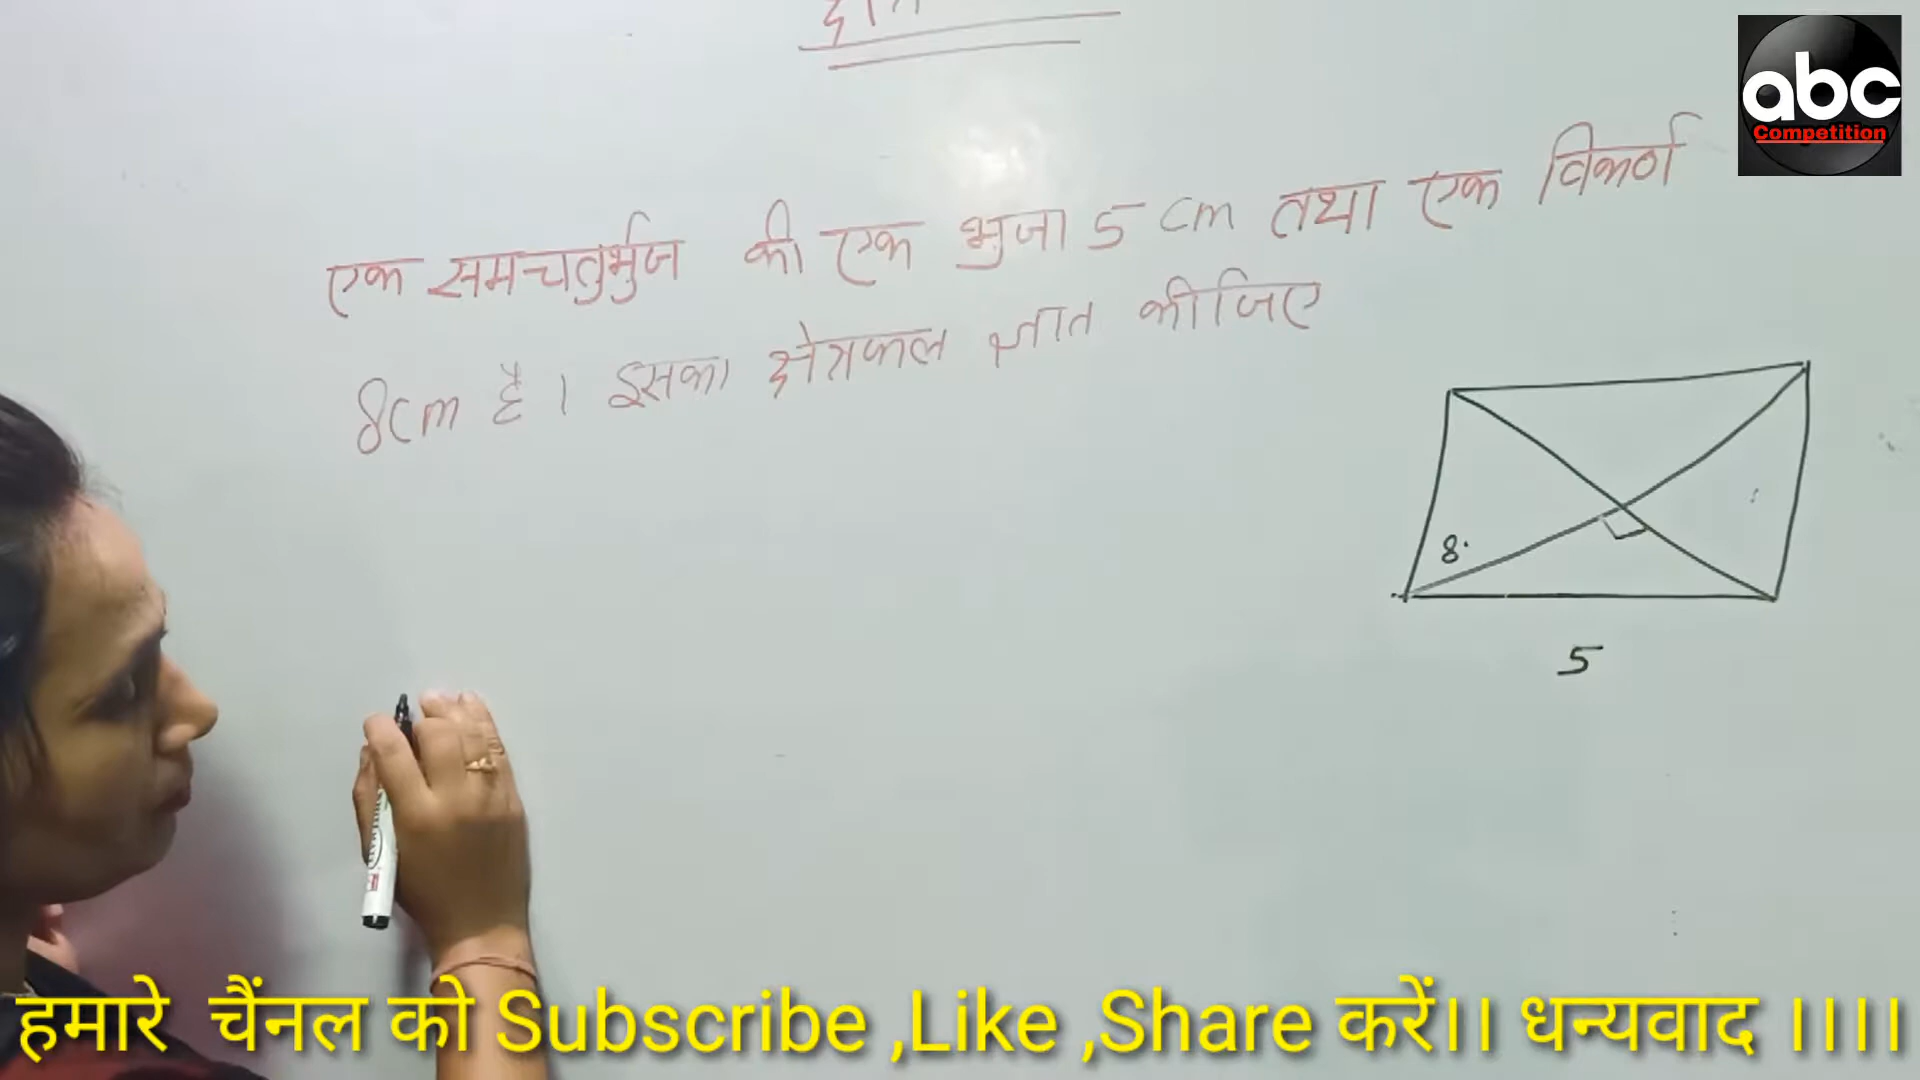 abc
Competition
एक समचतुर्भुज की एक भुजा 5 cm तथा एक विकर्ण
8cm है। इसका क्षेत्रफल ज्ञात कीजिए
8.
5
हमारे चैंनल को Subscribe ,Like ,Share करें।। धन्यवाद ।।।।